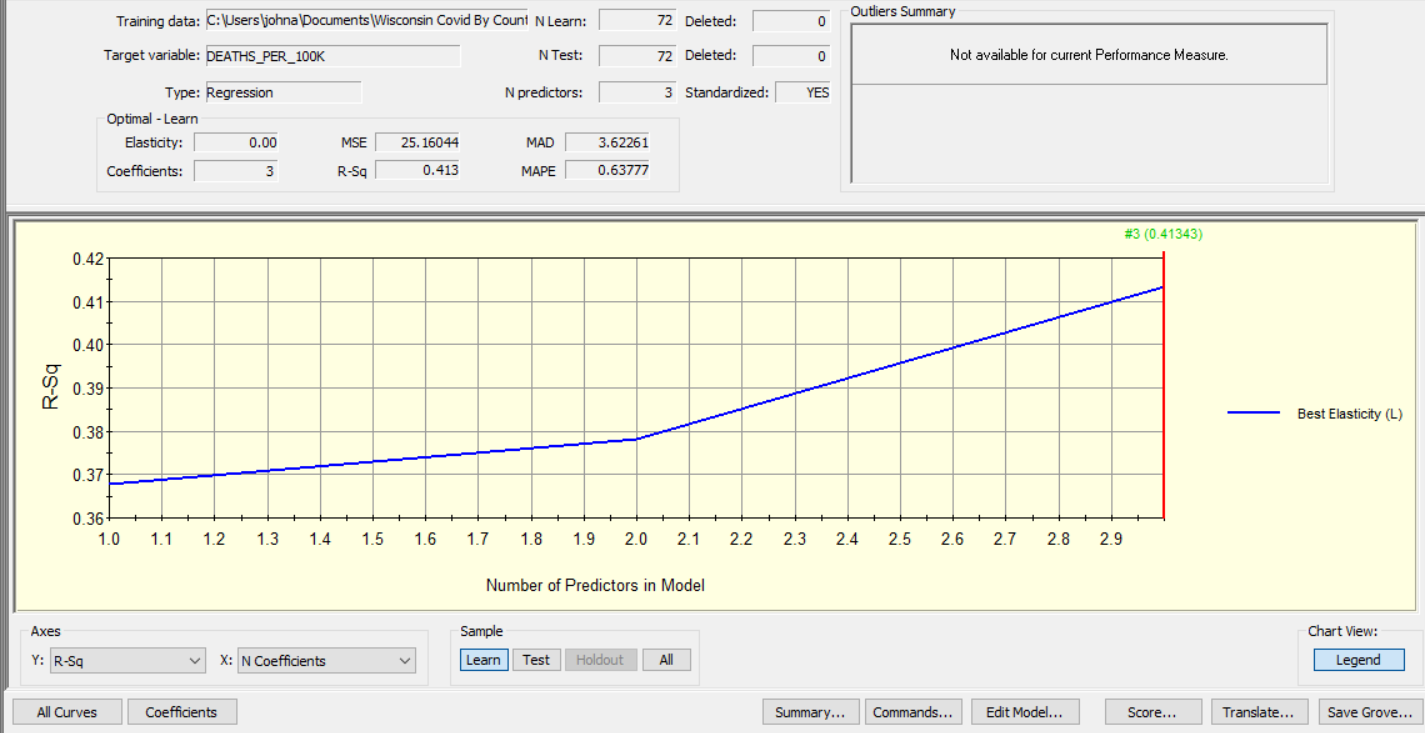 Training data: C:\Users\johna\Documents\Wisconsin Covid By Count N Learn: 72 Deleted: 0
Outliers Summary
Target variable: DEATHS_PER_100K N Test: 72 Deleted: 0
Not available for current Performance Measure.
Type: Regression N predictors: 3 Standardized: YES
Optimal - Learn
Elasticity: 0.00 MSE 25.16044 MAD 3.62261
Coefficients: 3 R-Sq 0.413 MAPE 0.63777
#3 (0.41343)
0.42
0.41
0.40
0.39
0.38
0.37
0.36
R-Sq
1.0 1.1 1.2 1.3 1.4 1.5 1.6 1.7 1.8 1.9 2.0 2.1 2.2 2.3 2.4 2.5 2.6 2.7 2.8 2.9
Number of Predictors in Model
Best Elasticity (L)
Axes
Y: R-Sq X: N Coefficients
Sample
Learn Test Holdout All
Chart View:
Legend
All Curves Coefficients Summary... Commands... Edit Model... Score... Translate... Save Grove...